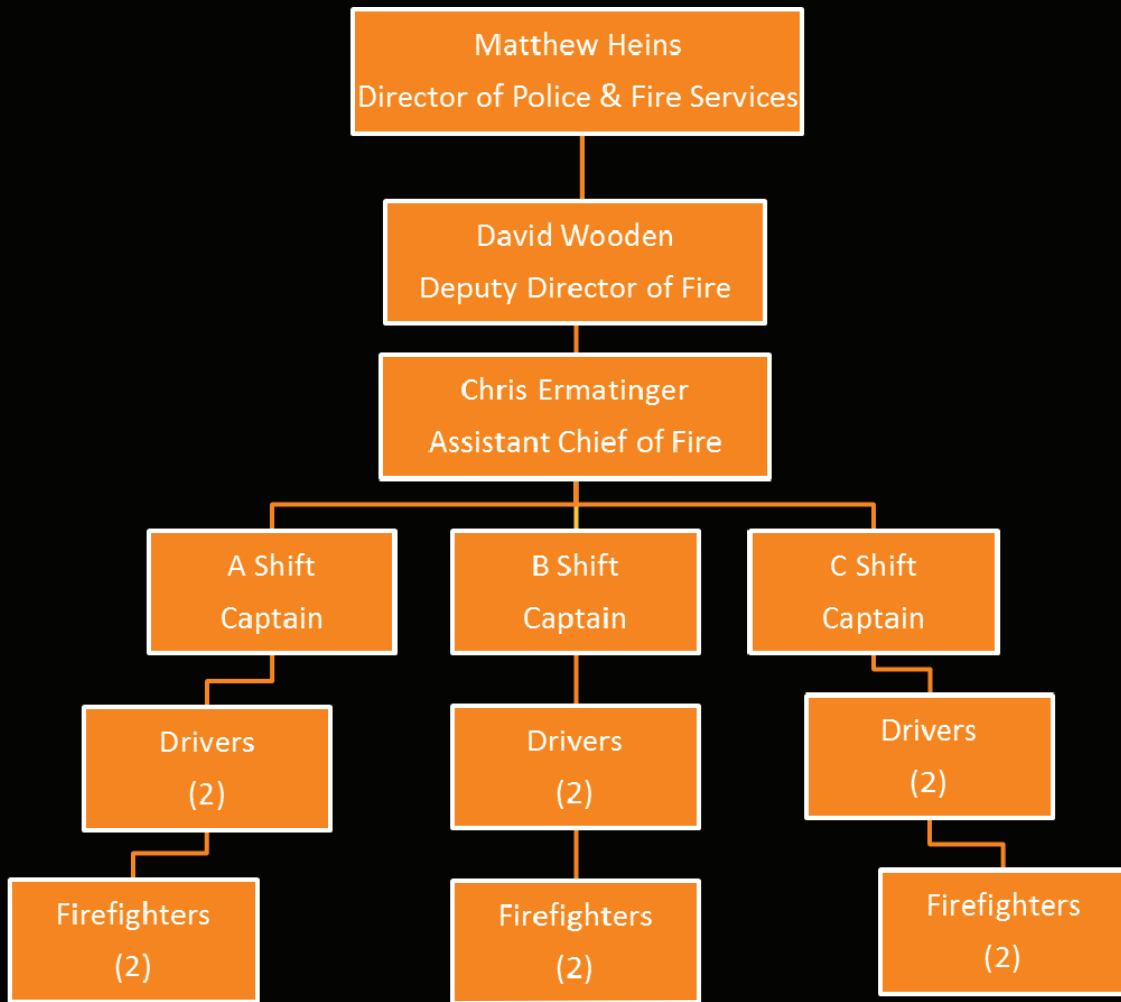 Matthew Heins
Director of Police & Fire Services
David Wooden
Deputy Director of Fire
Chris Ermatinger
Assistant Chief of Fire
A Shift
Captain
B Shift
Captain
C Shift
Captain
Drivers
(2)
Drivers
(2)
Drivers
(2)
Firefighters
(2)
Firefighters
(2)
Firefighters
(2)